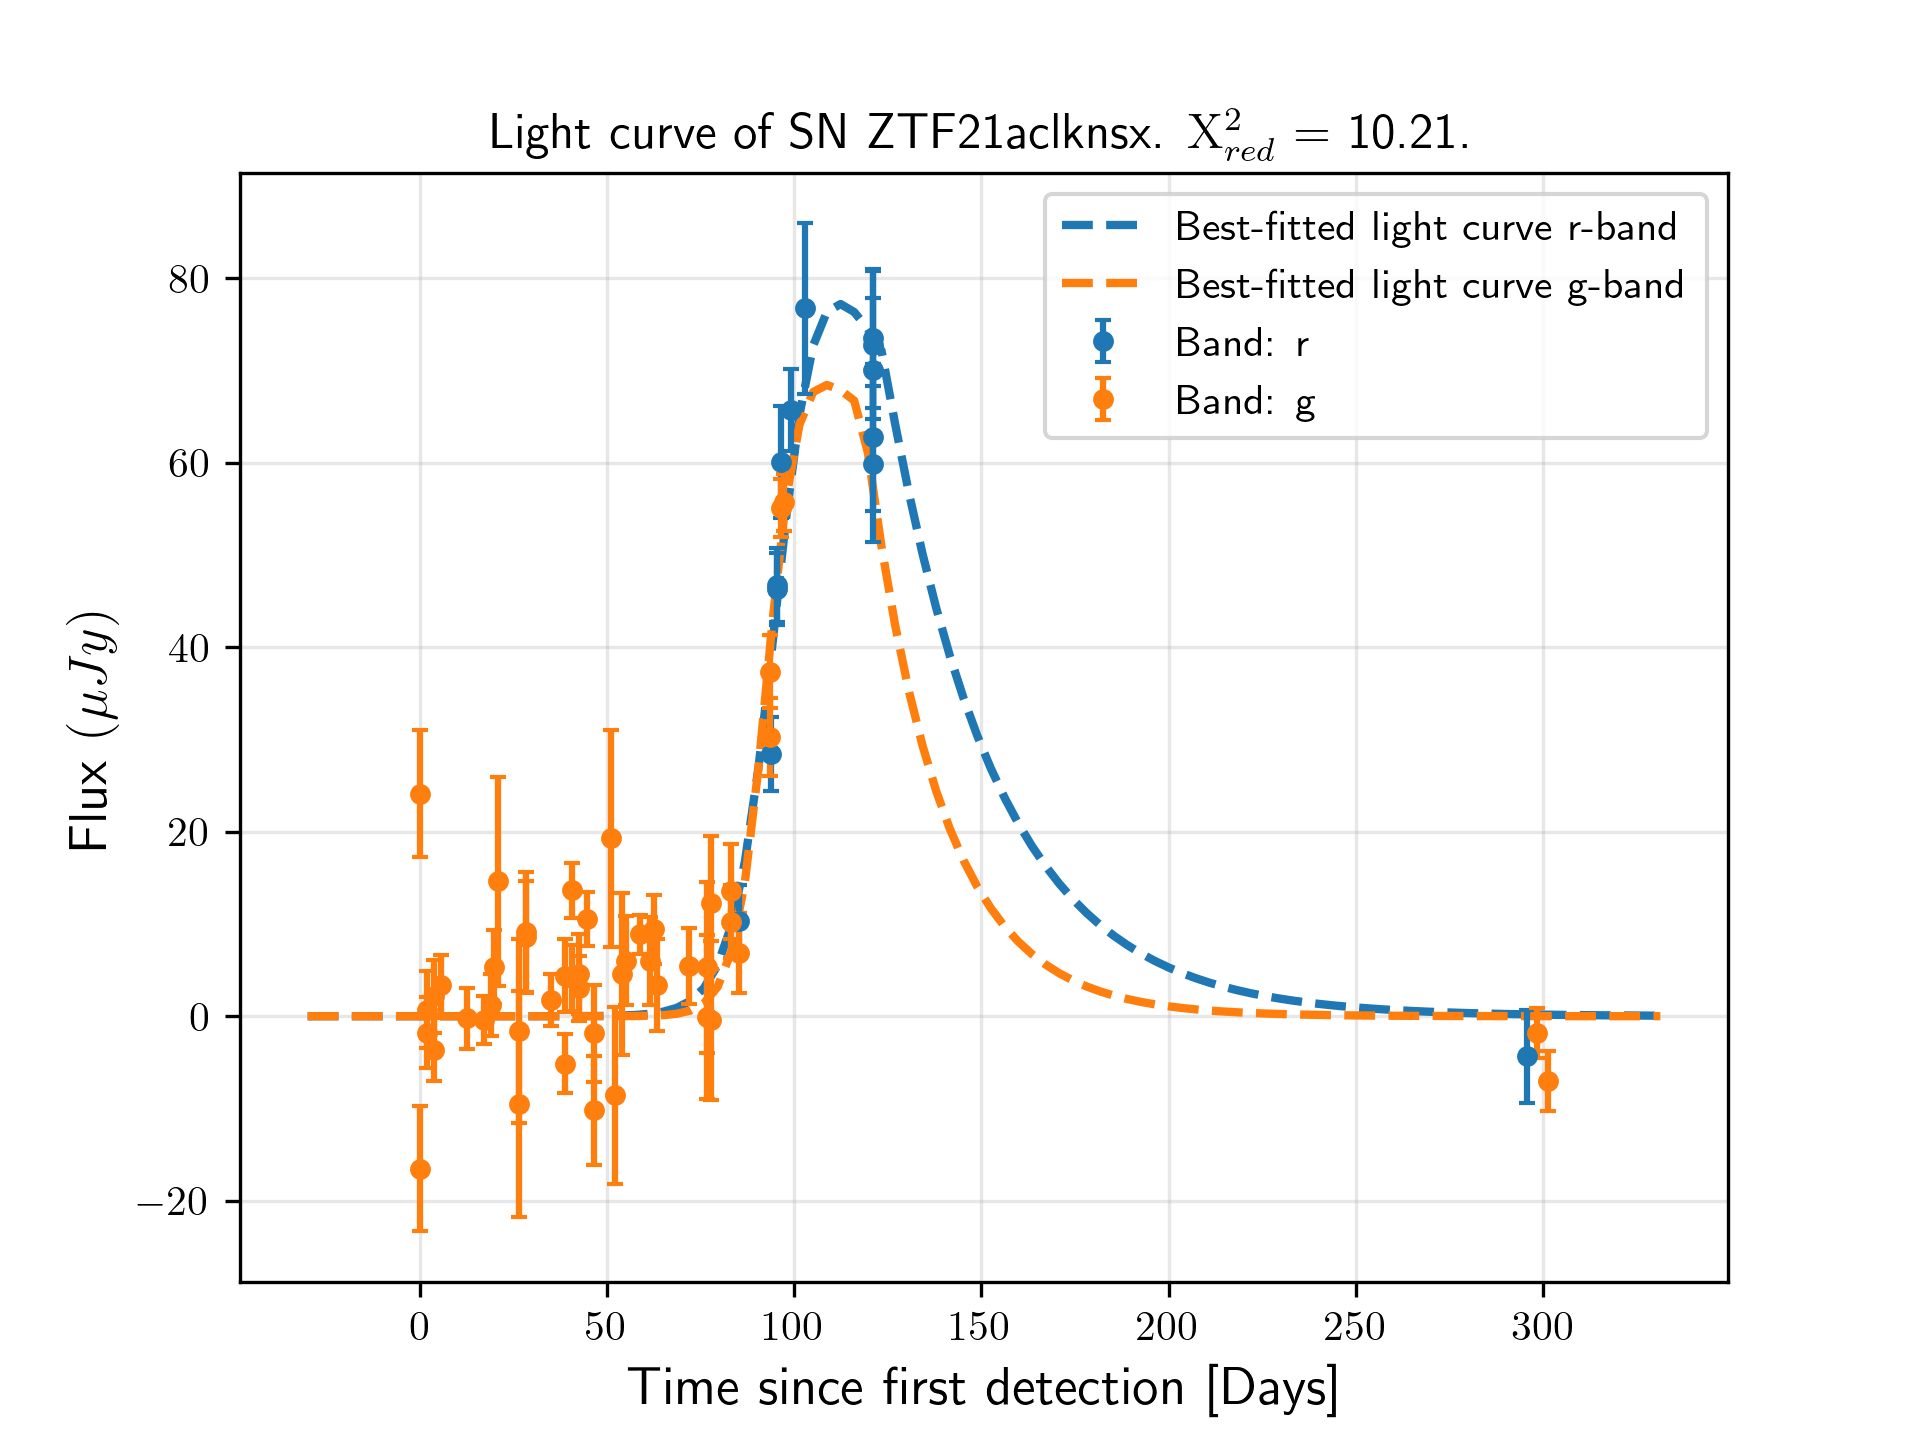 Light curve of SN ZTF21aclknsx. X²_red = 10.21.
Best-fitted light curve r-band
Best-fitted light curve g-band
Band: r
Band: g
80
60
40
20
0
−20
Flux (μJy)
0 50 100 150 200 250 300
Time since first detection [Days]